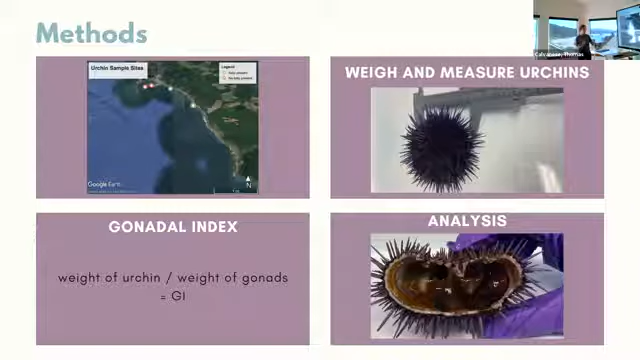 Methods
Urchin Sample Sites
Legend
Google Earth
N
WEIGH AND MEASURE URCHINS
GONADAL INDEX
weight of urchin / weight of gonads
= GI
ANALYSIS
Calvanese, Thomas